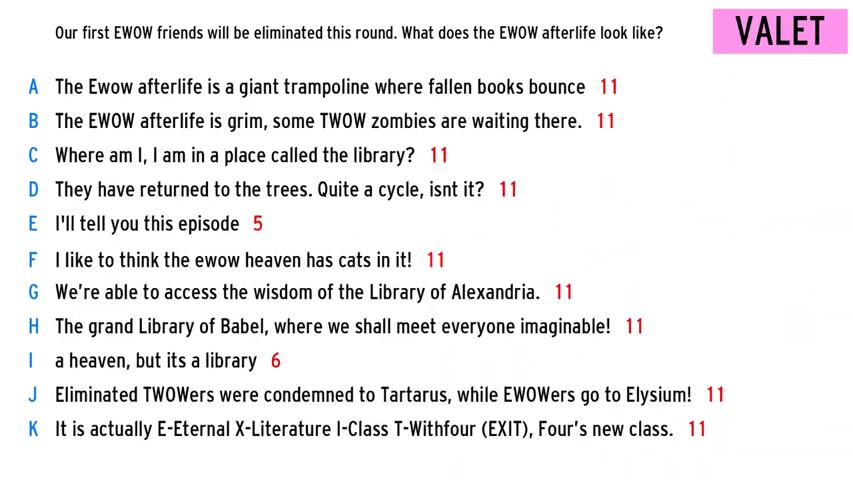 Our first EWOW friends will be eliminated this round. What does the EWOW afterlife look like?
VALET
A The Ewow afterlife is a giant trampoline where fallen books bounce 11
B The EWOW afterlife is grim, some TWOW zombies are waiting there. 11
C Where am I, I am in a place called the library? 11
D They have returned to the trees. Quite a cycle, isnt it? 11
E I'll tell you this episode 5
F I like to think the ewow heaven has cats in it! 11
G We're able to access the wisdom of the Library of Alexandria. 11
H The grand Library of Babel, where we shall meet everyone imaginable! 11
I a heaven, but its a library 6
J Eliminated TWOWers were condemned to Tartarus, while EWOWers go to Elysium! 11
K It is actually E-Eternal X-Literature I-Class T-Withfour (EXIT), Four's new class. 11